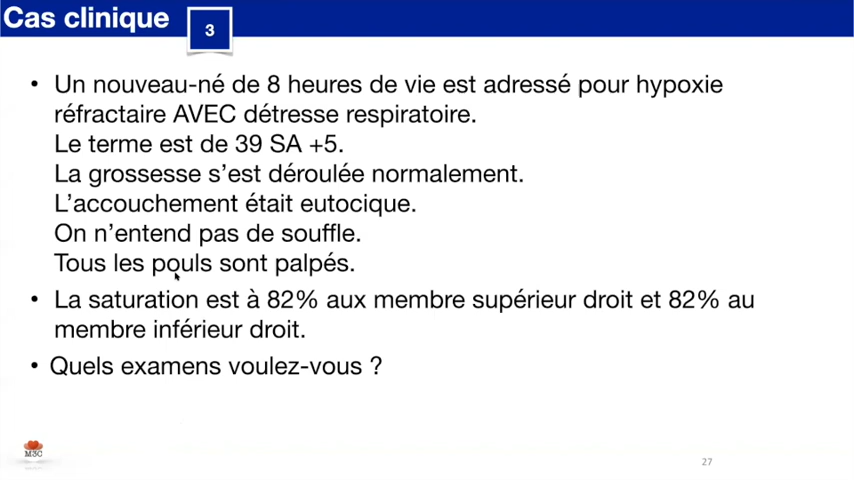 Cas clinique
3
• Un nouveau-né de 8 heures de vie est adressé pour hypoxie
réfractaire AVEC détresse respiratoire.
Le terme est de 39 SA +5.
La grossesse s’est déroulée normalement.
L’accouchement était eutocique.
On n’entend pas de souffle.
Tous les pouls sont palpés.
• La saturation est à 82% aux membre supérieur droit et 82% au
membre inférieur droit.
• Quels examens voulez-vous ?
M3C
27